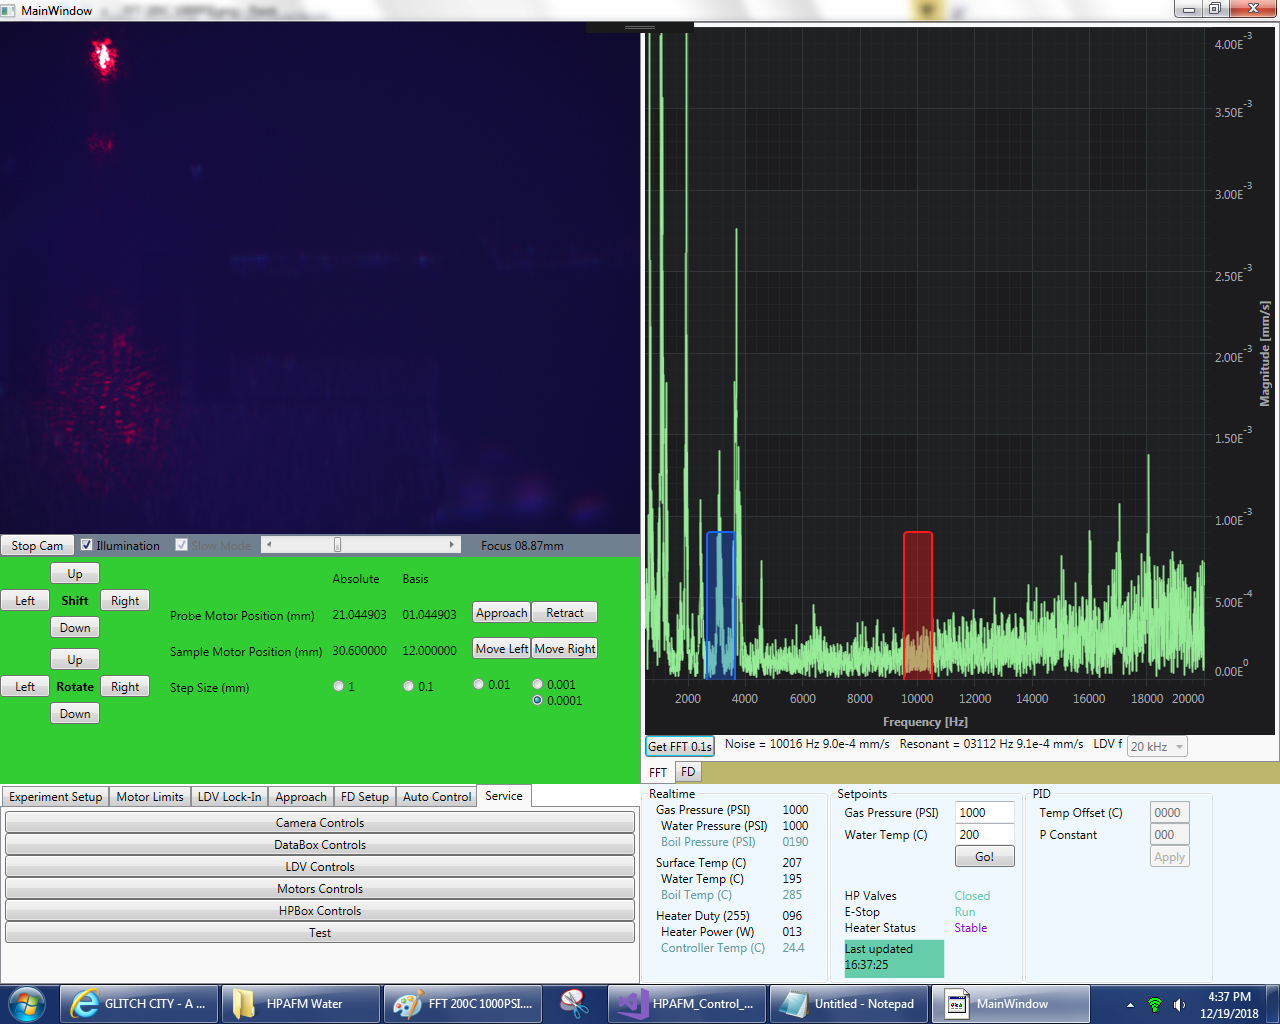 MainWindow
Stop Cam
Illumination
Slow Mode
Focus 08.87mm
Up
Left Shift Right
Down
Up
Left Rotate Right
Down
Absolute Basis
Probe Motor Position (mm) 21.044903 01.044903 Approach Retract
Sample Motor Position (mm) 30.600000 12.000000 Move Left Move Right
Step Size (mm) 1 0.1 0.01 0.001
0.0001
Experiment Setup Motor Limits LDV Lock-In Approach FD Setup Auto Control Service
Camera Controls
DataBox Controls
LDV Controls
Motors Controls
HPBox Controls
Test
4.00E-3
3.50E-3
3.00E-3
2.50E-3
2.00E-3
1.50E-3
1.00E-3
5.00E-4
0.00E0
Magnitude [mm/s]
2000 4000 6000 8000 10000 12000 14000 16000 18000 20000
Frequency [Hz]
Get FFT 0.1s Noise = 10016 Hz 9.0e-4 mm/s Resonant = 03112 Hz 9.1e-4 mm/s LDV f 20 kHz
FFT FD
Realtime
Gas Pressure (PSI) 1000
Water Pressure (PSI) 1000
Boil Pressure (PSI) 0190
Surface Temp (C) 207
Water Temp (C) 195
Boil Temp (C) 285
Heater Duty (255) 096
Heater Power (W) 013
Controller Temp (C) 24.4
Setpoints
Gas Pressure (PSI) 1000
Water Temp (C) 200
Go!
HP Valves Closed
E-Stop Run
Heater Status Stable
Last updated
16:37:25
PID
Temp Offset (C) 0000
P Constant 000
Apply
GLITCH CITY - A ...
HPAFM Water
FFT 200C 1000PSI....
HPAFM_Control_...
Untitled - Notepad
MainWindow
4:37 PM
12/19/2018